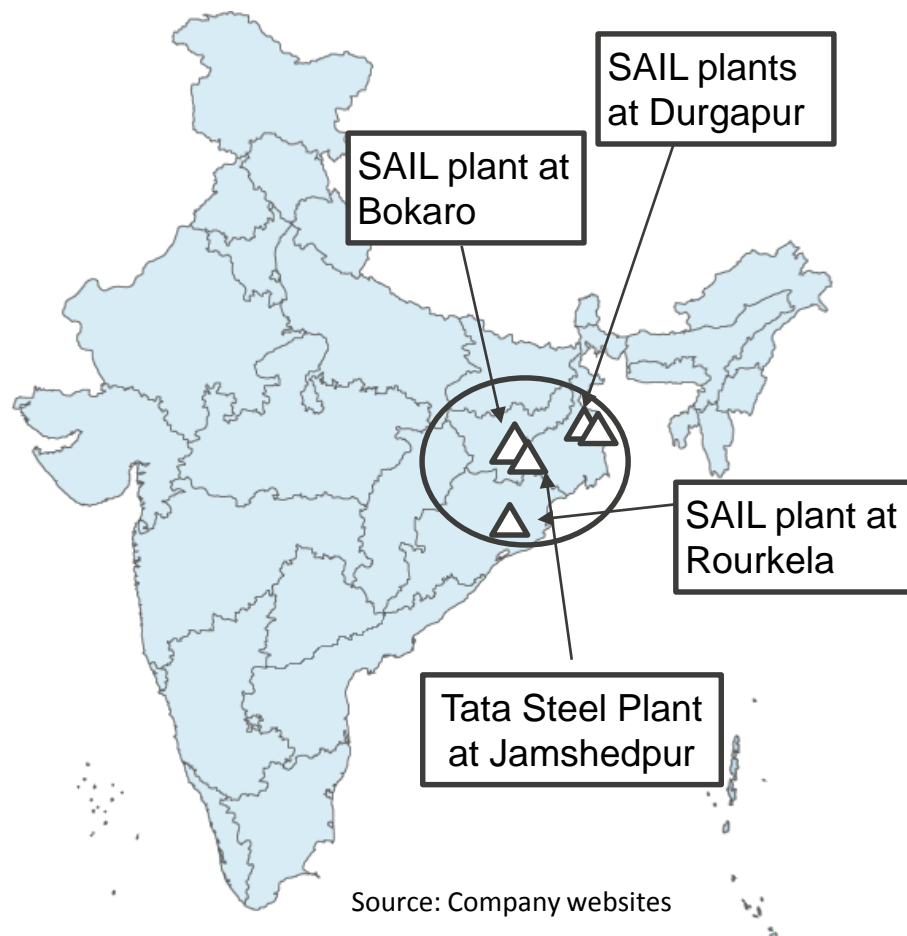 SAIL plants
at Durgapur
SAIL plant at
Bokaro
SAIL plant at
Rourkela
Tata Steel Plant
at Jamshedpur
Source: Company websites